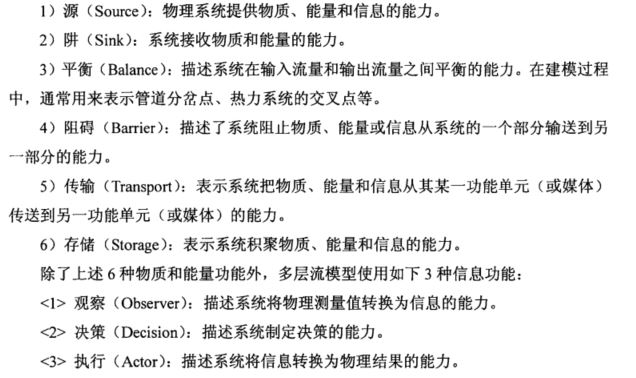 1）源（Source）：物理系统提供物质、能量和信息的能力。
2）阱（Sink）：系统接收物质和能量的能力。
3）平衡（Balance）：描述系统在输入流量和输出流量之间平衡的能力。在建模过程
中，通常用来表示管道分岔点、热力系统的交叉点等。
4）阻碍（Barrier）：描述了系统阻止物质、能量或信息从系统的一个部分输送到另
一部分的能力。
5）传输（Transport）：表示系统把物质、能量和信息从其某一功能单元（或媒体）
传送到另一功能单元（或媒体）的能力。
6）存储（Storage）：表示系统积聚物质、能量和信息的能力。
除了上述 6 种物质和能量功能外，多层流模型使用如下 3 种信息功能：
<1> 观察（Observer）：描述系统将物理测量值转换为信息的能力。
<2> 决策（Decision）：描述系统制定决策的能力。
<3> 执行（Actor）：描述系统将信息转换为物理结果的能力。